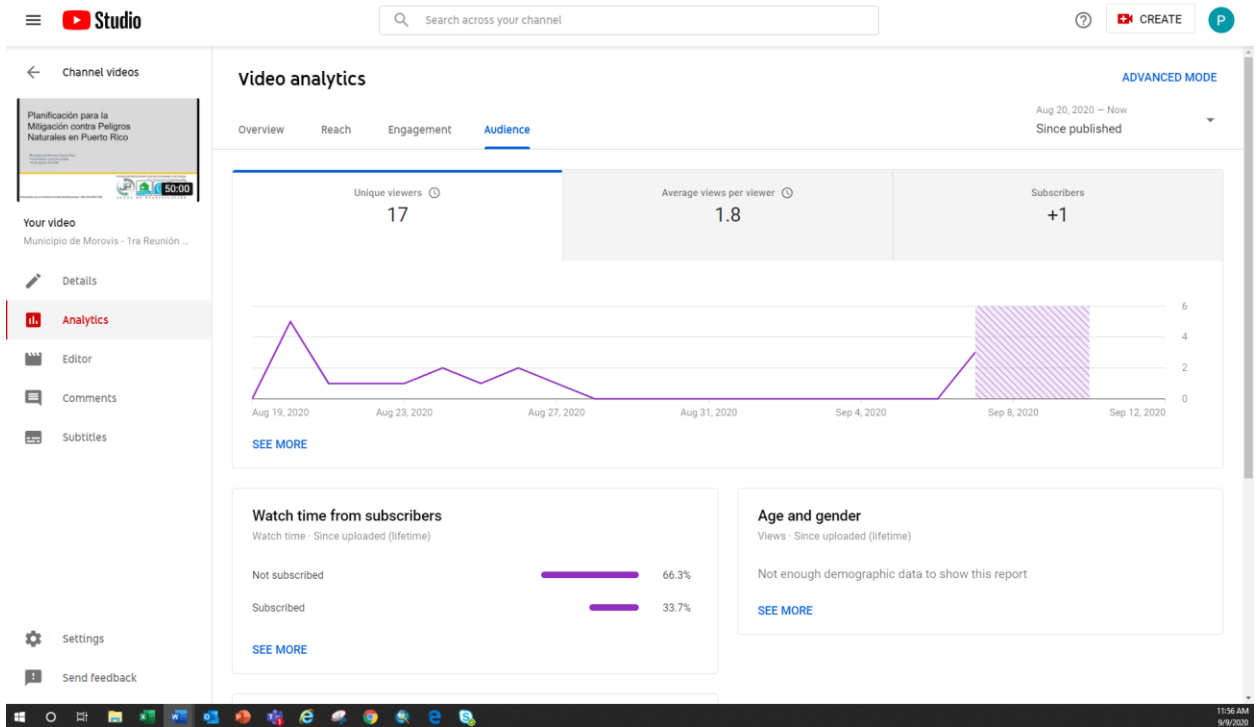 Studio
Search across your channel
CREATE
P
Channel videos
Planificación para la
Mitigación contra Peligros
Naturales en Puerto Rico
50:00
Your video
Municipio de Morovis - 1ra Reunión ...
Details
Analytics
Editor
Comments
Subtitles
Settings
Send feedback
Video analytics
ADVANCED MODE
Aug 20, 2020 – Now
Since published
Overview Reach Engagement Audience
Unique viewers
17
Average views per viewer
1.8
Subscribers
+1
6
4
2
0
Aug 19, 2020 Aug 23, 2020 Aug 27, 2020 Aug 31, 2020 Sep 4, 2020 Sep 8, 2020 Sep 12, 2020
SEE MORE
Watch time from subscribers
Watch time · Since uploaded (lifetime)
Not subscribed 66.3%
Subscribed 33.7%
SEE MORE
Age and gender
Views · Since uploaded (lifetime)
Not enough demographic data to show this report
SEE MORE
11:56 AM
9/9/2020